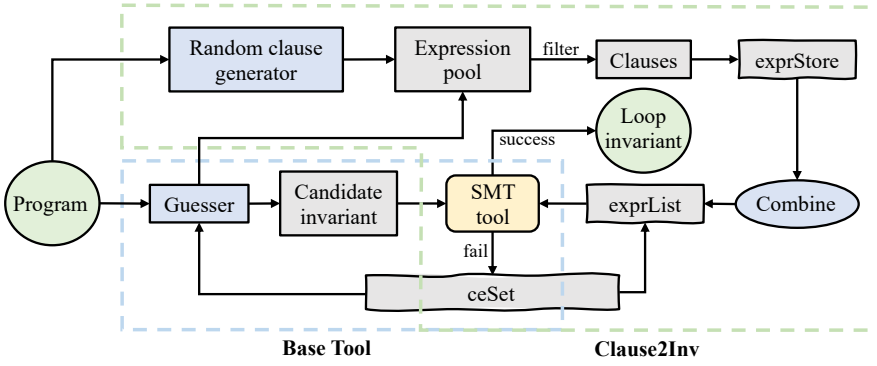 Random clause
generator
Expression
pool
filter
Clauses
exprStore
Loop
invariant
success
Program
Guesser
Candidate
invariant
SMT
tool
exprList
Combine
fail
ceSet
Base Tool
Clause2Inv